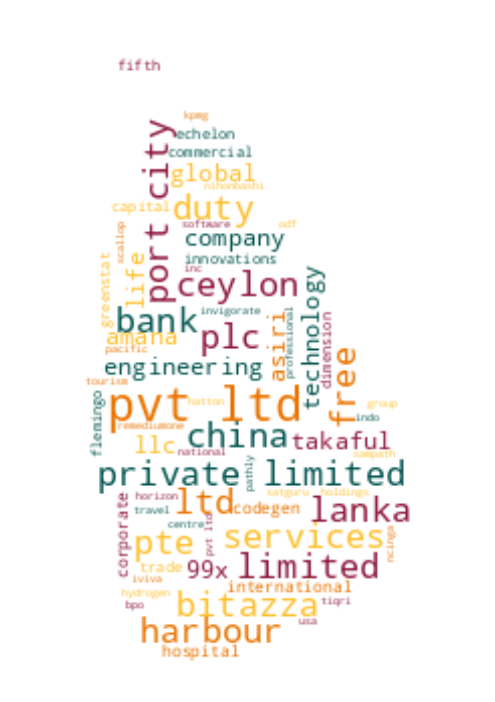 fifth
kpmg
echelon
port city
commercial
global
nihonbashi
capital
duty
software
odf
scallop
company
life
innovations
greenstat
inc
ceylon
technology
bank
invigorate
professional
plc
asiri
dimension
amana
pacific
free
engineering
tourism
pvt ltd
hatton
group
flemingo
remediumone
indo
china
takaful
llc
national
sampath
pathly
private limited
satguru
holdings
corporate
horizon
ltd
codegen
lanka
travel
centre
pvt ltd
services
ncinga
pte
trade
99x
limited
iviva
international
hydrogen
bpo
bitazza
tiqri
usa
harbour
hospital